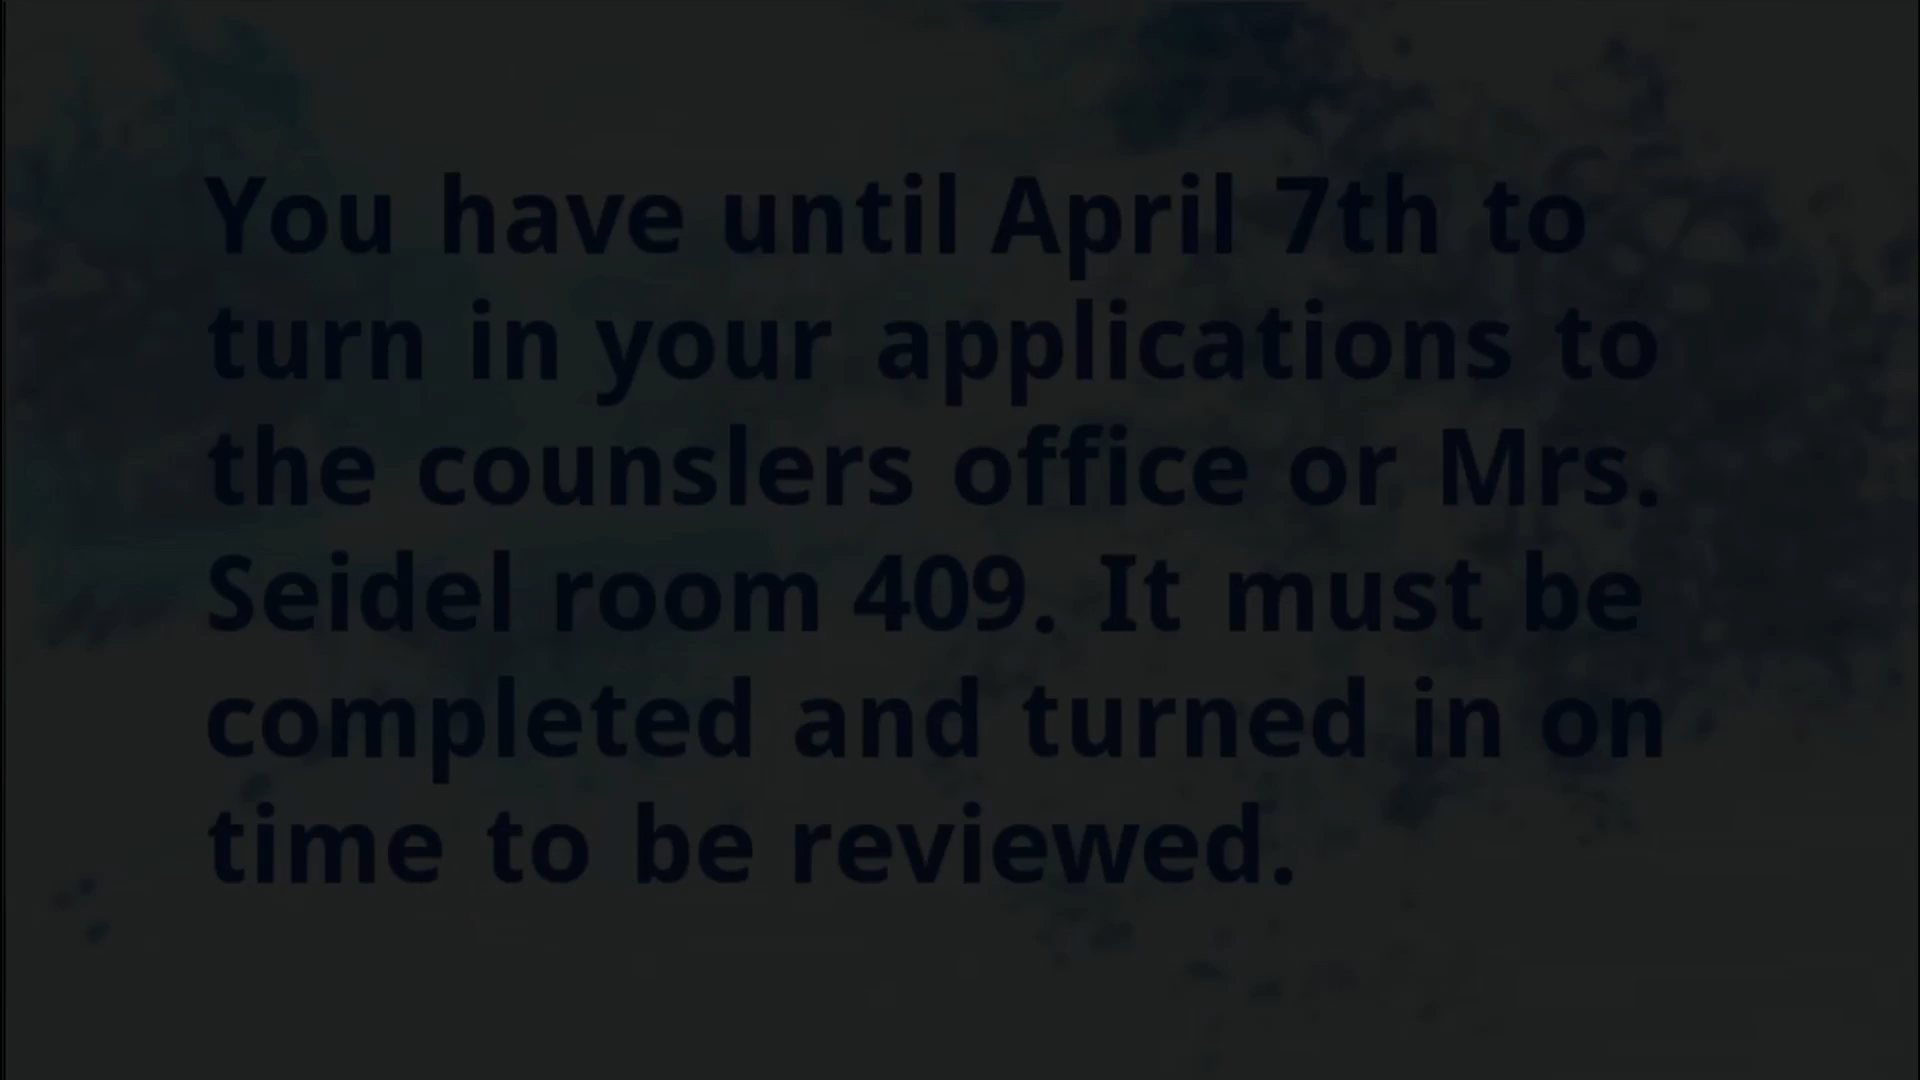 You have until April 7th to
turn in your applications to
the counslers office or Mrs.
Seidel room 409. It must be
completed and turned in on
time to be reviewed.